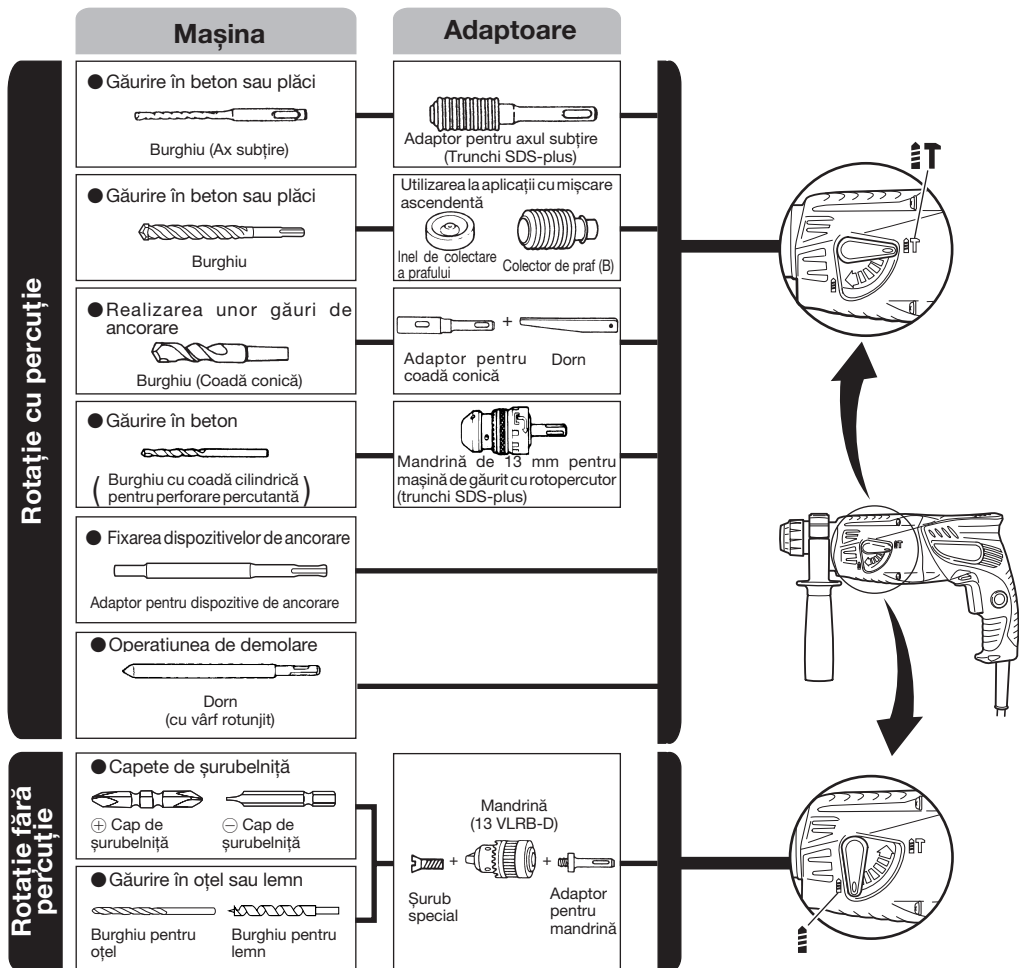 Mașina
Adaptoare
Rotație cu percuție
● Găurire în beton sau plăci
Burghiu (Ax subțire)
Adaptor pentru axul subțire
(Trunchi SDS-plus)
● Găurire în beton sau plăci
Burghiu
Utilizarea la aplicații cu mișcare
ascendentă
Inel de colectare
a prafului
Colector de praf (B)
● Realizarea unor găuri de
ancorare
Burghiu (Coadă conică)
+
Adaptor pentru
coadă conică
Dorn
● Găurire în beton
( Burghiu cu coadă cilindrică
pentru perforare percutantă )
Mandrină de 13 mm pentru
mașină de găurit cu rotopercutor
(trunchi SDS-plus)
● Fixarea dispozitivelor de ancorare
Adaptor pentru dispozitive de ancorare
● Operatiunea de demolare
Dorn
(cu vârf rotunjit)
Rotație fără
percuție
● Capete de șurubelniță
⊕ Cap de
șurubelniță
⊖ Cap de
șurubelniță
● Găurire în oțel sau lemn
Burghiu pentru
oțel
Burghiu pentru
lemn
Mandrină
(13 VLRB-D)
+ +
Șurub
special
Adaptor
pentru
mandrină